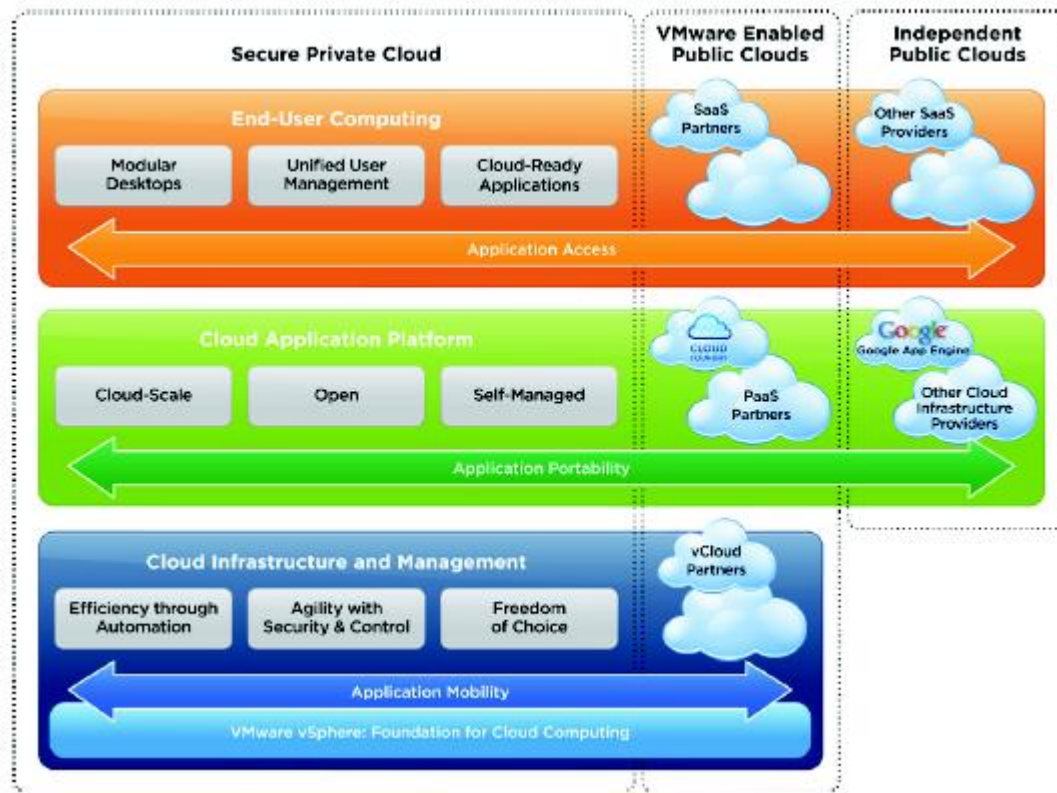 Secure Private Cloud
VMware Enabled
Public Clouds
Independent
Public Clouds
End-User Computing
Modular
Desktops
Unified User
Management
Cloud-Ready
Applications
SaaS
Partners
Other SaaS
Providers
Application Access
Cloud Application Platform
Cloud-Scale
Open
Self-Managed
CLOUD
FOUNDRY
PaaS
Partners
Google
Google App Engine
Other Cloud
Infrastructure
Providers
Application Portability
Cloud Infrastructure and Management
Efficiency through
Automation
Agility with
Security & Control
Freedom
of Choice
vCloud
Partners
Application Mobility
VMware vSphere: Foundation for Cloud Computing